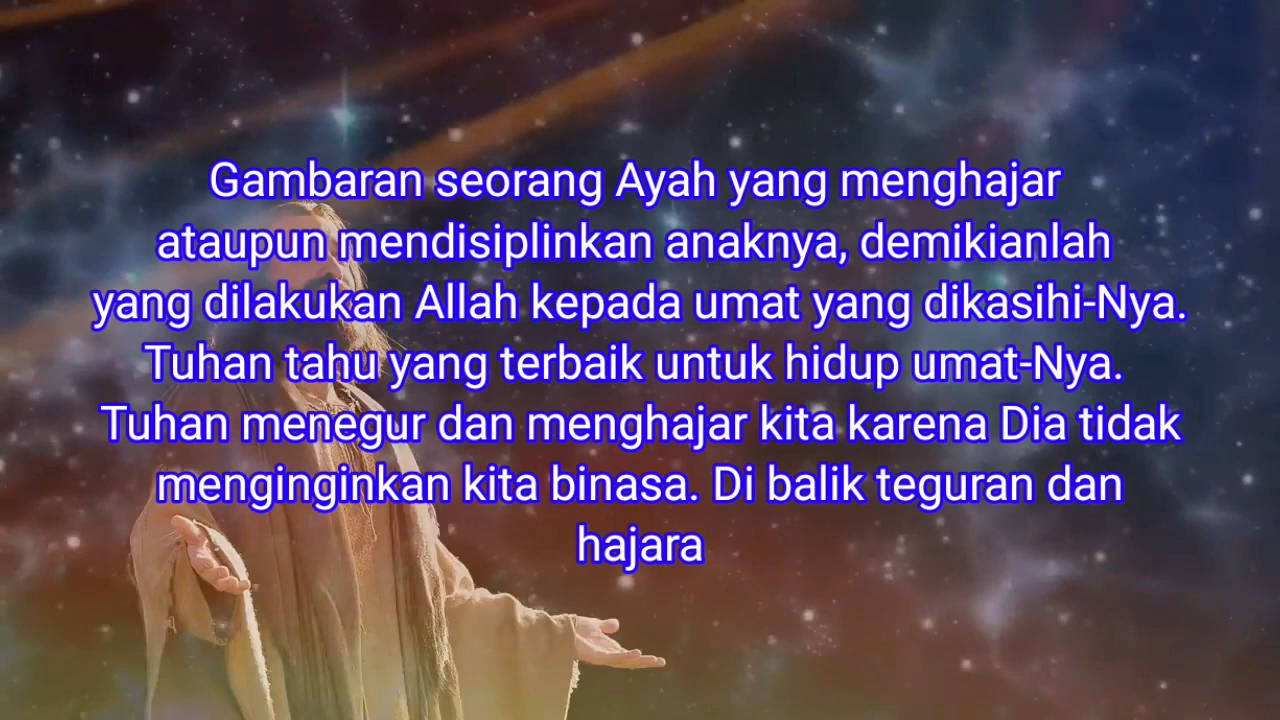 Gambaran seorang Ayah yang menghajar
ataupun mendisiplinkan anaknya, demikianlah
yang dilakukan Allah kepada umat yang dikasihi-Nya.
Tuhan tahu yang terbaik untuk hidup umat-Nya.
Tuhan menegur dan menghajar kita karena Dia tidak
menginginkan kita binasa. Di balik teguran dan
hajara